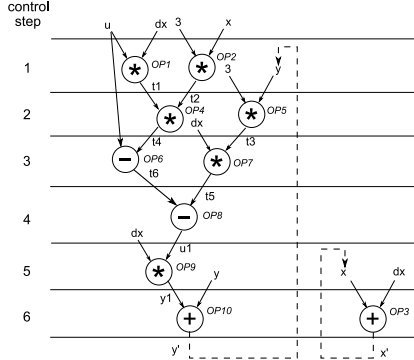 control
step
u dx 3 x
1 * OP1 * OP2 3 y
t1 t2
2 * OP4 dx * OP5
t4 t3
3 − OP6 * OP7
t6 t5
4 − OP8
dx u1
5 * OP9 y x dx
y1
6 + OP10 + OP3
y' x'